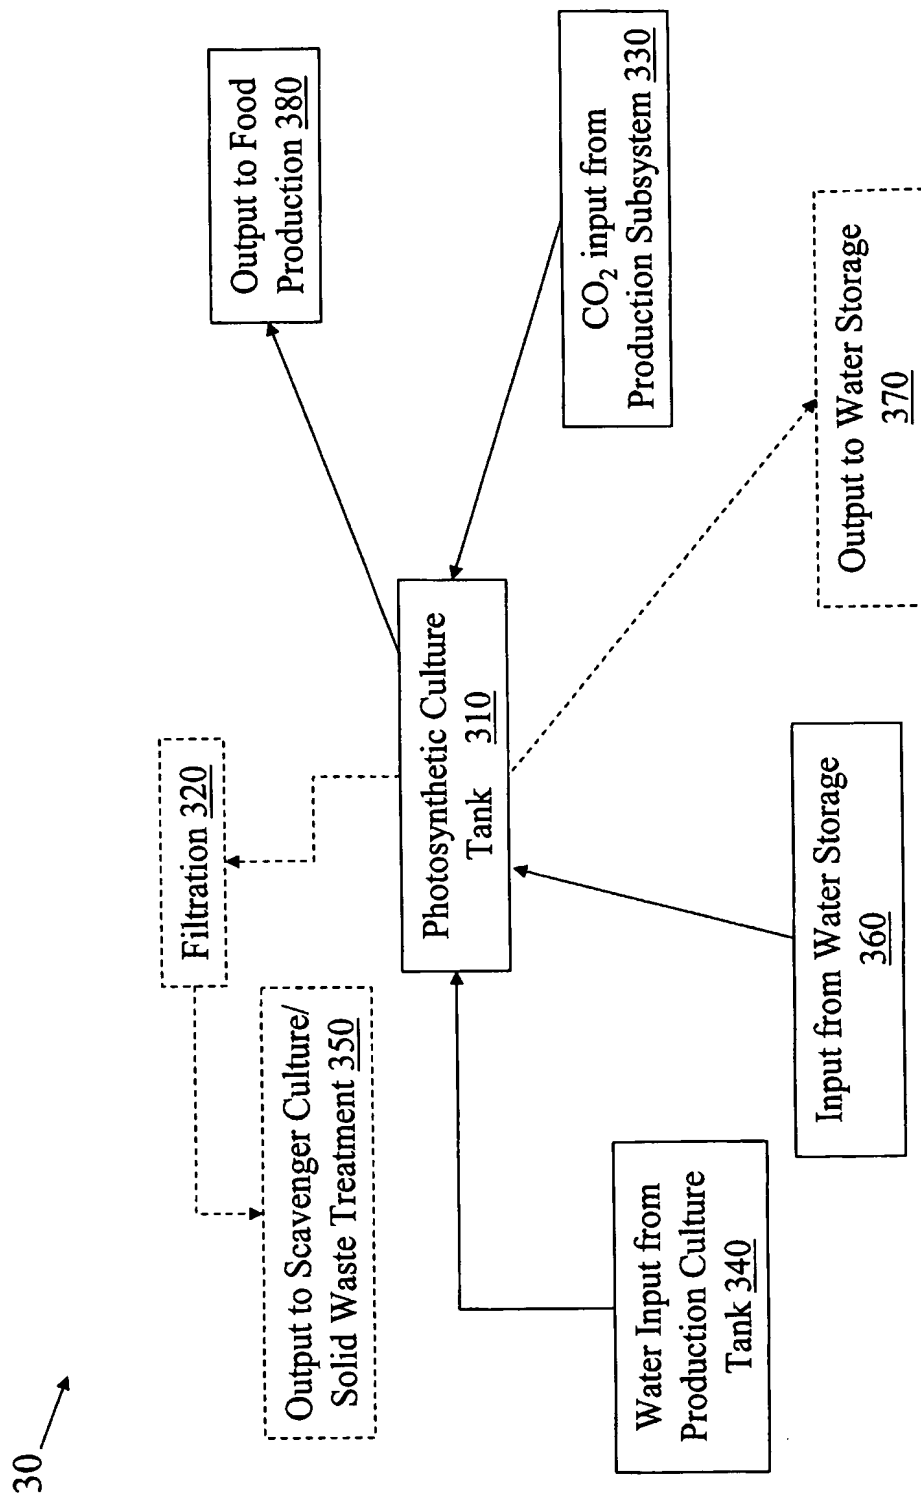 30
Output to Scavenger Culture/
Solid Waste Treatment 350
Filtration 320
Output to Food
Production 380
Photosynthetic Culture
Tank 310
CO₂ input from
Production Subsystem 330
Water Input from
Production Culture
Tank 340
Input from Water Storage
360
Output to Water Storage
370